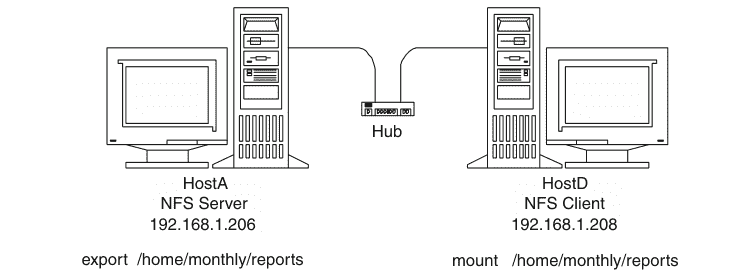 Hub
HostA
NFS Server
192.168.1.206
export /home/monthly/reports
HostD
NFS Client
192.168.1.208
mount /home/monthly/reports